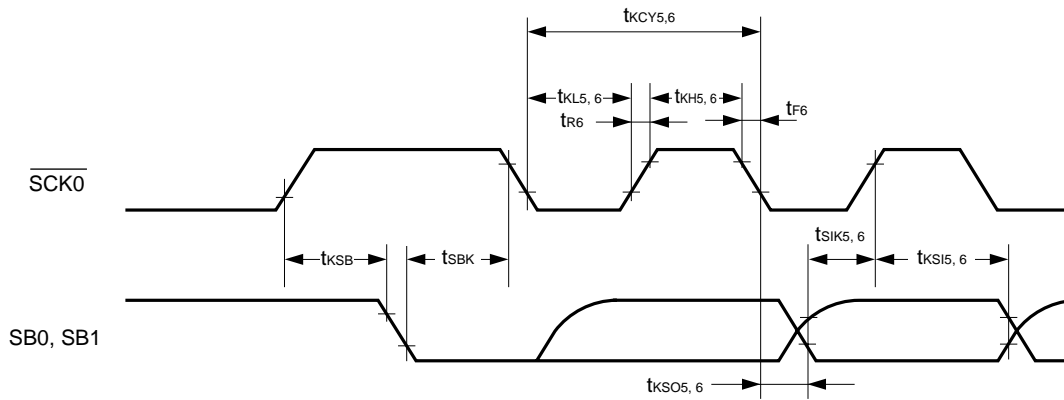 tKCY5,6
tKL5, 6
tKH5, 6
tR6
tF6
SCK0
tSIK5, 6
tKSB
tSBK
tKSI5, 6
SB0, SB1
tKSO5, 6